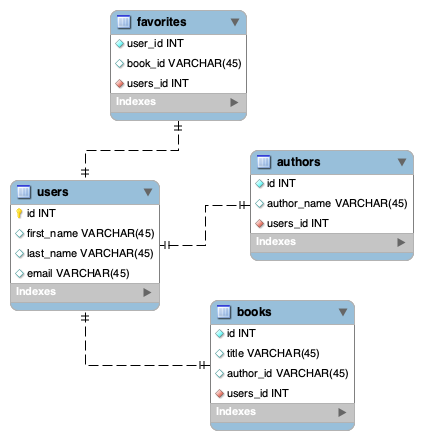 favorites
user_id INT
book_id VARCHAR(45)
users_id INT
Indexes
users
id INT
first_name VARCHAR(45)
last_name VARCHAR(45)
email VARCHAR(45)
Indexes
authors
id INT
author_name VARCHAR(45)
users_id INT
Indexes
books
id INT
title VARCHAR(45)
author_id VARCHAR(45)
users_id INT
Indexes